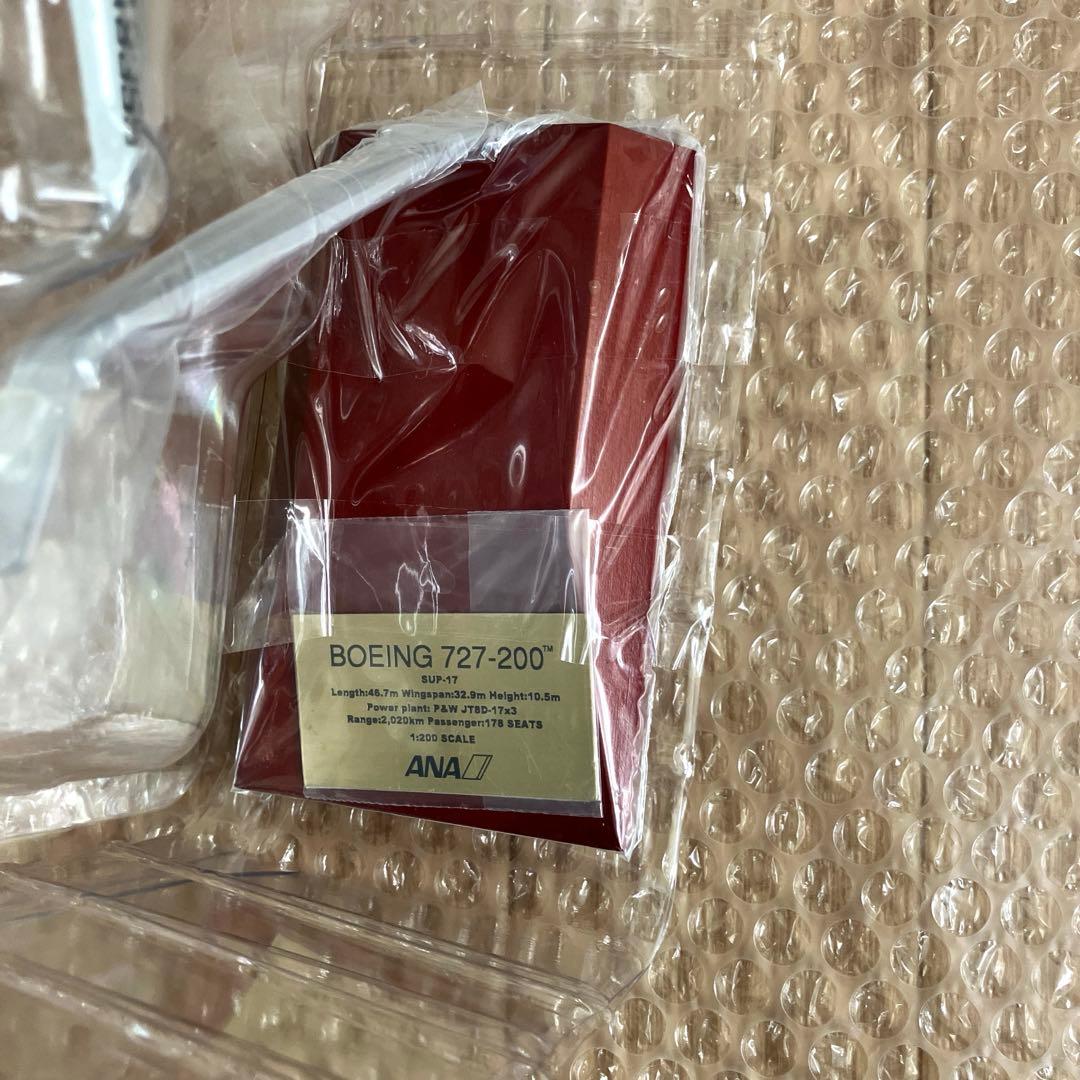 BOEING 727-200™
SUP-17
Length:46.7m Wingspan:32.9m Height:10.5m
Power plant: P&W JT8D-17x3
Range:2,020km Passenger:178 SEATS
1:200 SCALE
ANA